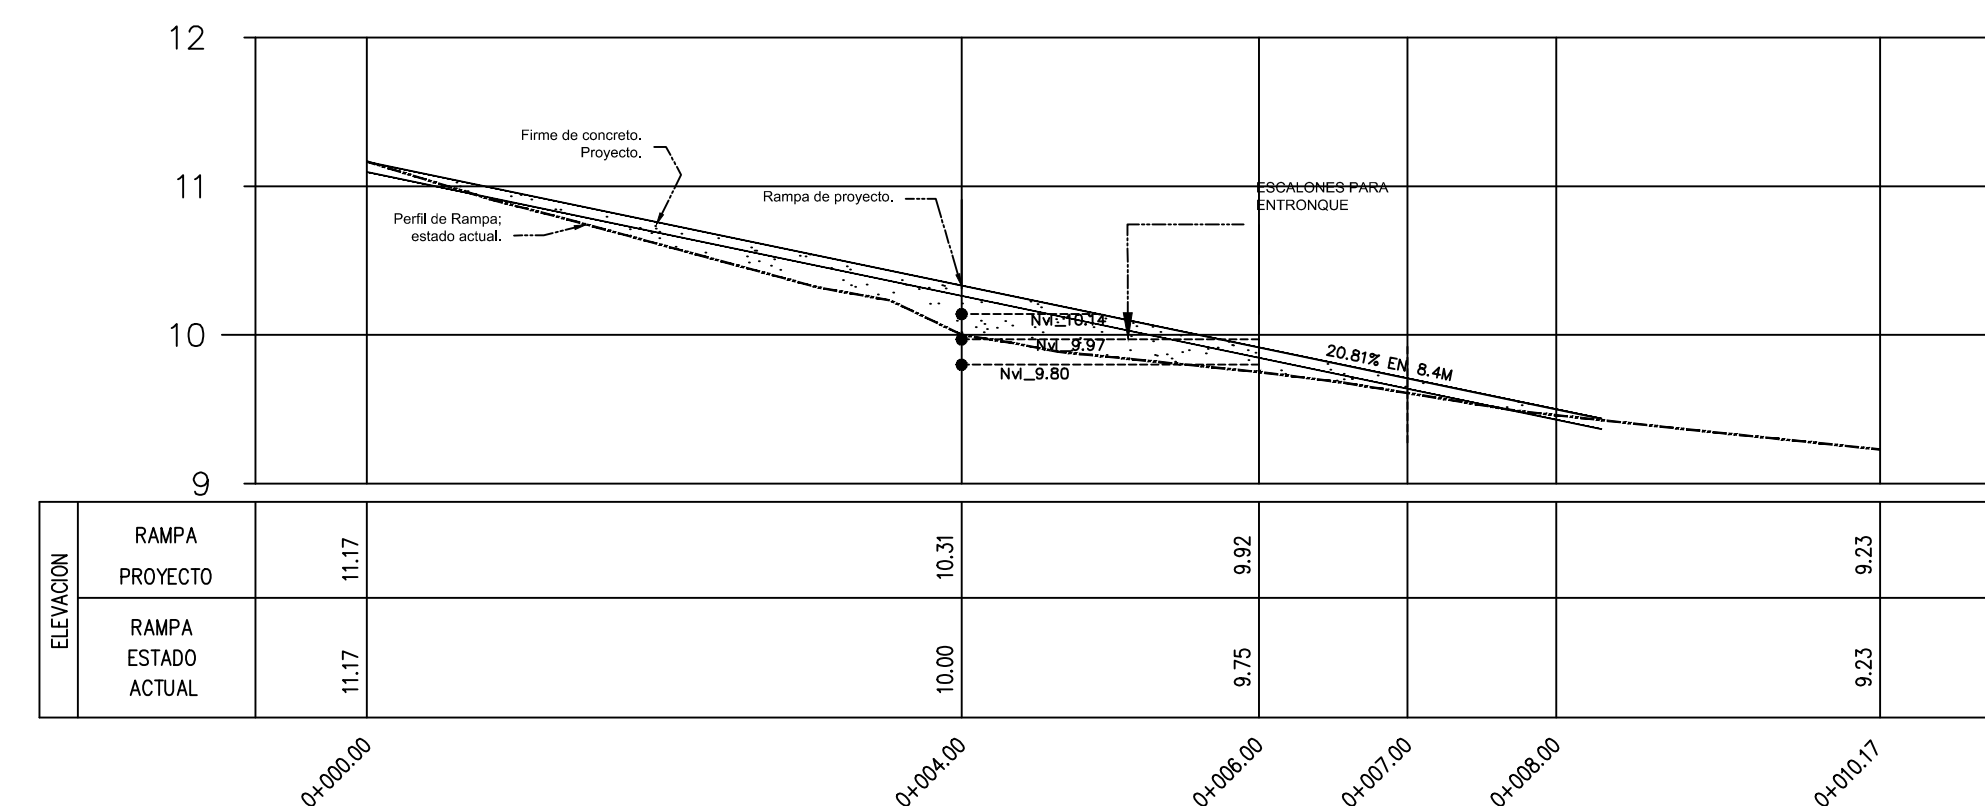 12
11
10
9
Firme de concreto.
Proyecto.
Perfil de Rampa;
estado actual.
Rampa de proyecto.
ESCALONES PARA
ENTRONQUE
Nvl_10.14
Nvl_9.97
Nvl_9.80
20.81% EN 8.4M
ELEVACION
RAMPA
PROYECTO
11.17
10.31
9.92
9.23
RAMPA
ESTADO
ACTUAL
11.17
10.00
9.75
9.23
0+000.00
0+004.00
0+006.00
0+007.00
0+008.00
0+010.17